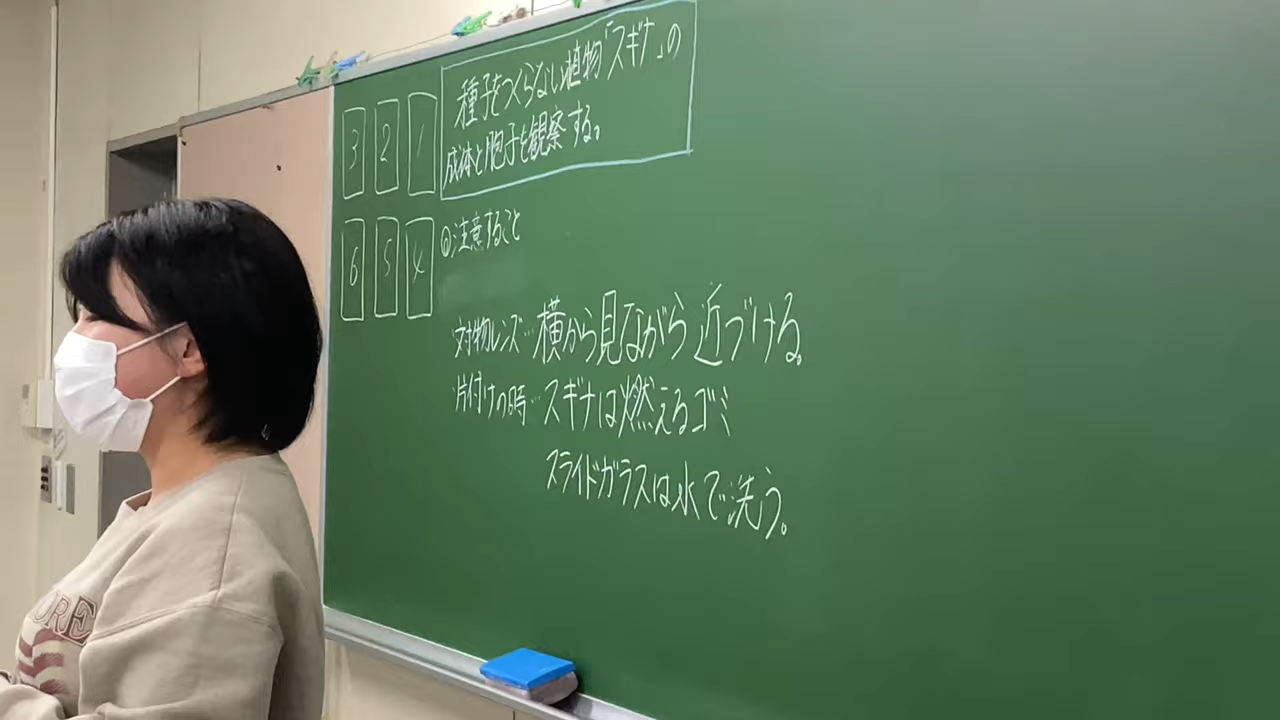 種子をつくらない植物「スギナ」の
成体と胞子を観察する。
3 2 1
6 5 4
◎注意すること
対物レンズ…横から見ながら近づける。
片付けの時…スギナは燃えるゴミ
スライドガラスは水で洗う。
URE